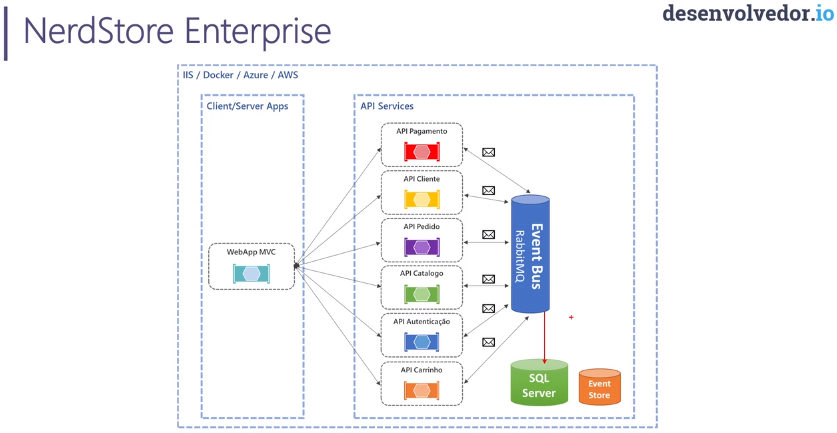 NerdStore Enterprise
desenvolvedor.io
IIS / Docker / Azure / AWS
Client/Server Apps
API Services
API Pagamento
API Cliente
API Pedido
WebApp MVC
API Catalogo
API Autenticação
API Carrinho
Event Bus
RabbitMQ
SQL
Server
Event
Store